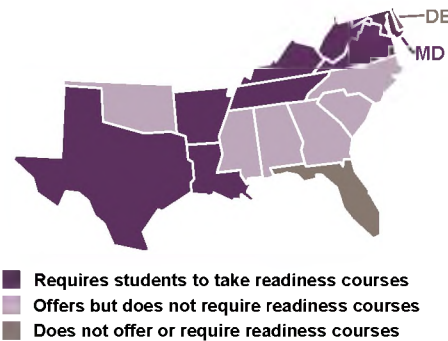 DE
MD
Requires students to take readiness courses
Offers but does not require readiness courses
Does not offer or require readiness courses